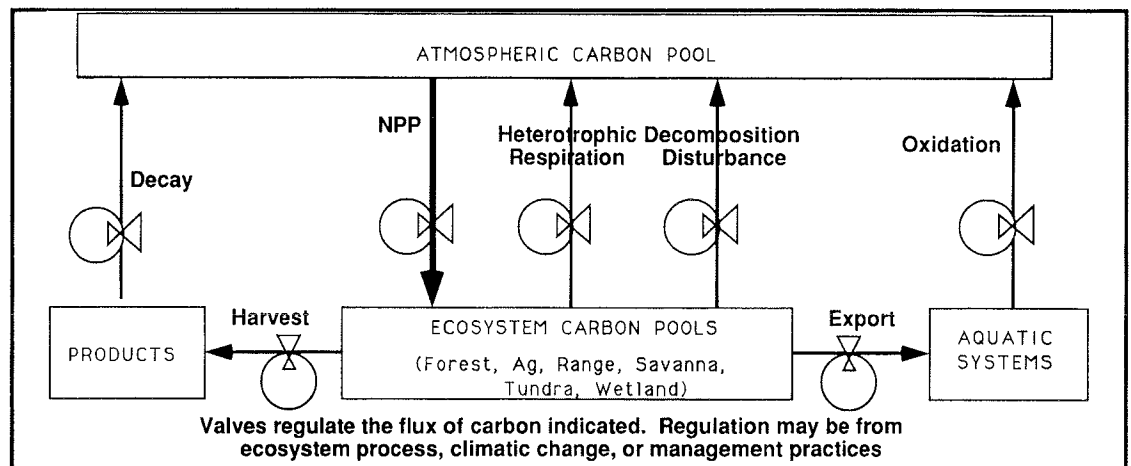 ATMOSPHERIC CARBON POOL
NPP
Heterotrophic
Respiration
Decomposition
Disturbance
Oxidation
Decay
Harvest
Export
PRODUCTS
ECOSYSTEM CARBON POOLS
(Forest, Ag, Range, Savanna,
Tundra, Wetland)
AQUATIC
SYSTEMS
Valves regulate the flux of carbon indicated. Regulation may be from
ecosystem process, climatic change, or management practices